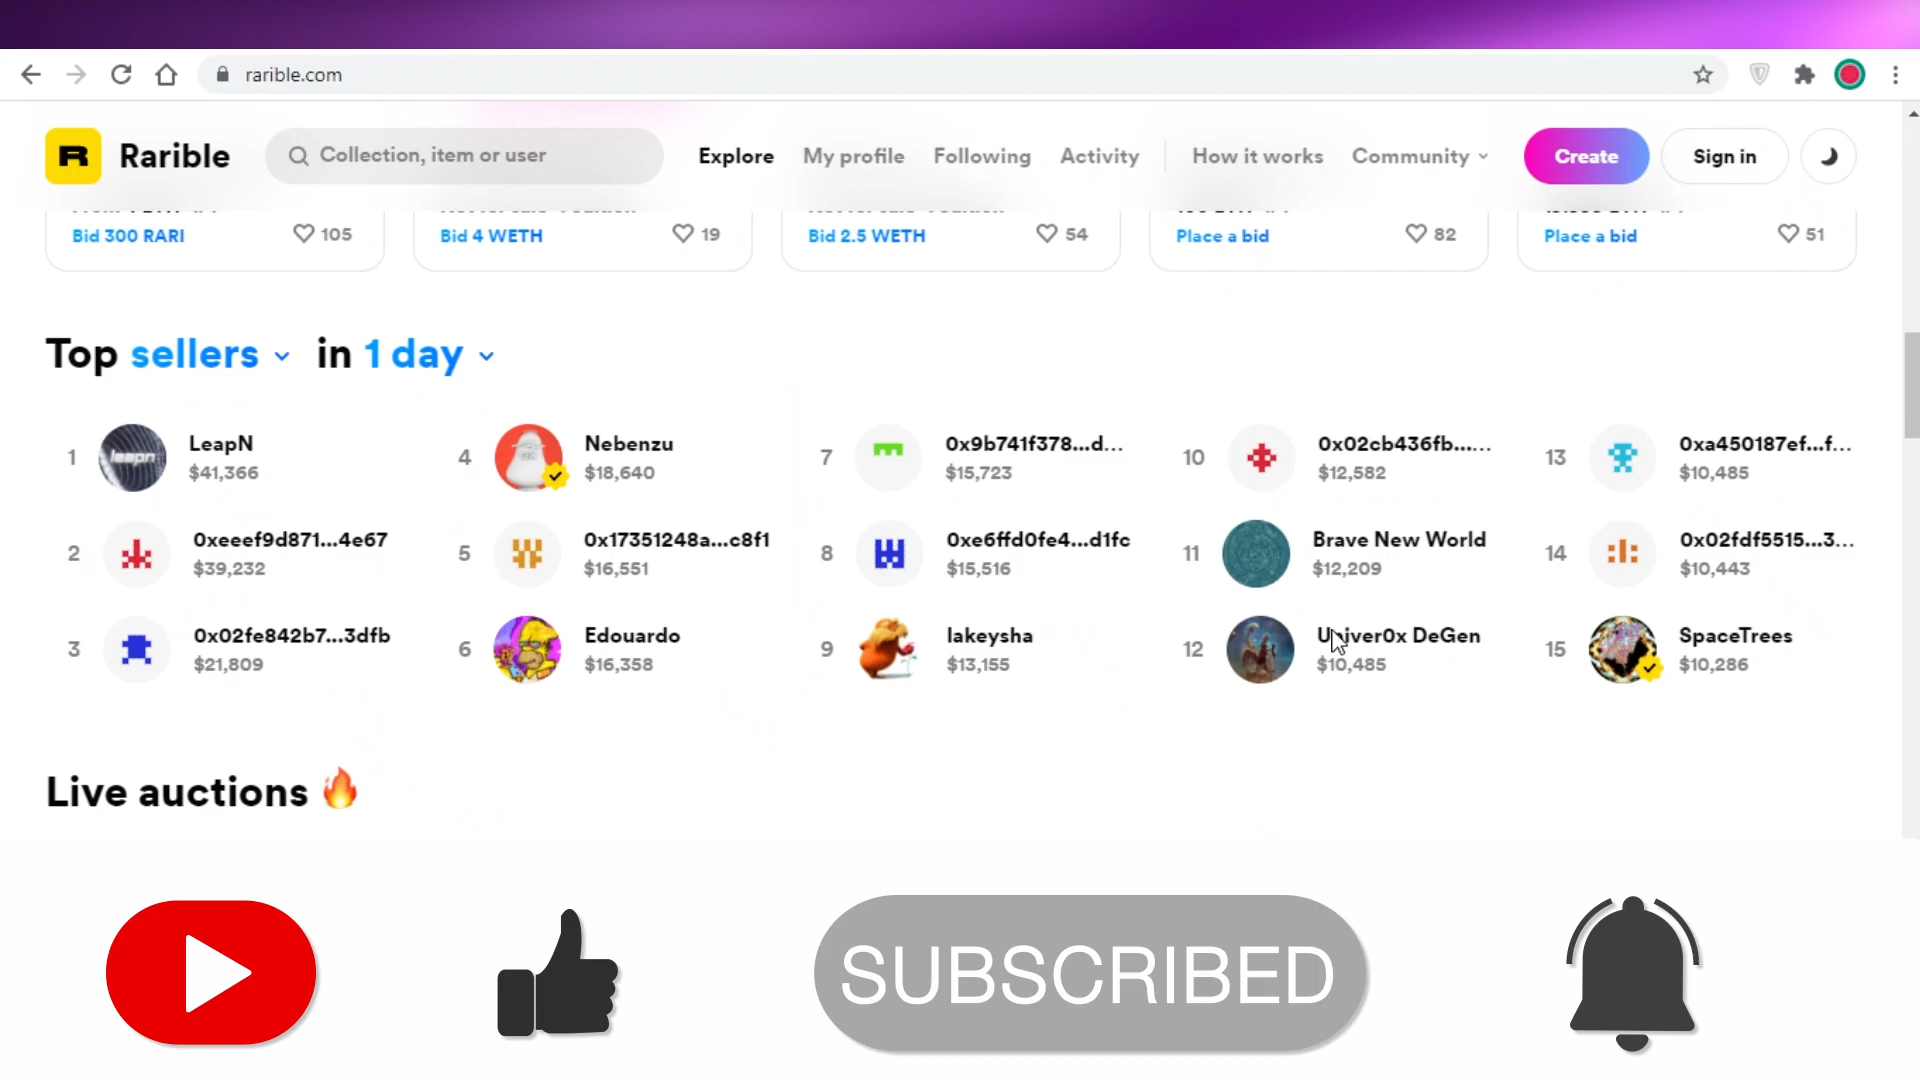 rarible.com
R Rarible
Collection, item or user
Explore My profile Following Activity How it works Community Create Sign in
Bid 300 RARI 105
Bid 4 WETH 19
Bid 2.5 WETH 54
Place a bid 82
Place a bid 51
Top sellers in 1 day
1 LeapN
$41,366
2 0xeeef9d871...4e67
$39,232
3 0x02fe842b7...3dfb
$21,809
4 Nebenzu
$18,640
5 0x17351248a...c8f1
$16,551
6 Edouardo
$16,358
7 0x9b741f378...d...
$15,723
8 0xe6ffd0fe4...d1fc
$15,516
9 lakeysha
$13,155
10 0x02cb436fb......
$12,582
11 Brave New World
$12,209
12 Univer0x DeGen
$10,485
13 0xa450187ef...f...
$10,485
14 0x02fdf5515...3...
$10,443
15 SpaceTrees
$10,286
leapn
Live auctions 🔥
SUBSCRIBED